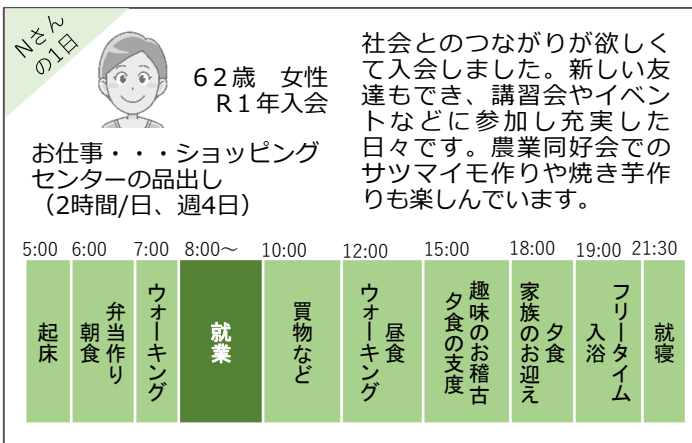 Nさん
の1日
６２歳　女性
R１年入会
お仕事・・・ショッピング
センターの品出し
（2時間/日、週4日）
社会とのつながりが欲しく
て入会しました。新しい友
達もでき、講習会やイベン
トなどに参加し充実した
日々です。農業同好会での
サツマイモ作りや焼き芋作
りも楽しんでいます。
5:00 6:00 7:00 8:00～ 10:00 12:00 15:00 18:00 19:00 21:30
起床
弁当作り
朝食
ウォーキング
就業
買物など
昼食
ウォーキング
趣味のお稽古
夕食の支度
夕食
家族のお迎え
フリータイム
入浴
就寝